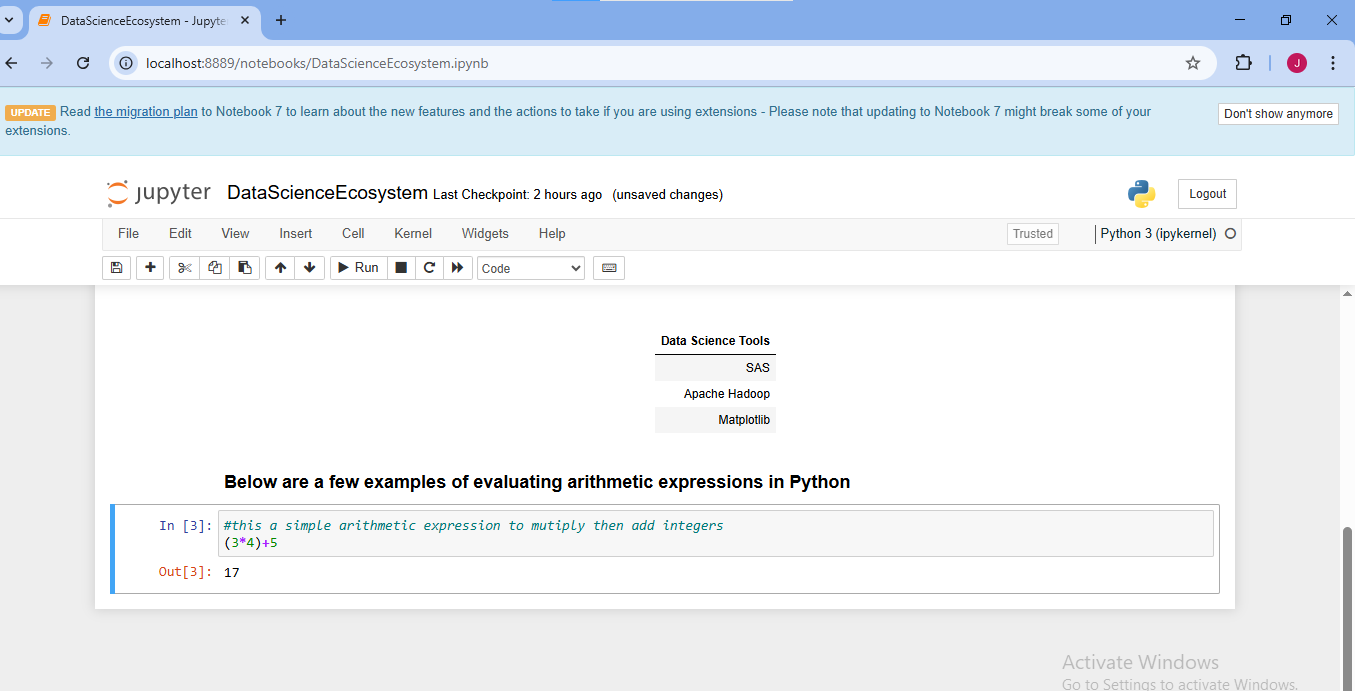 DataScienceEcosystem - Jupyte
localhost:8889/notebooks/DataScienceEcosystem.ipynb
J
UPDATE Read the migration plan to Notebook 7 to learn about the new features and the actions to take if you are using extensions - Please note that updating to Notebook 7 might break some of your
extensions.
Don't show anymore
jupyter DataScienceEcosystem Last Checkpoint: 2 hours ago (unsaved changes)
Logout
File Edit View Insert Cell Kernel Widgets Help
Trusted
Python 3 (ipykernel)
Run
Code
Data Science Tools
SAS
Apache Hadoop
Matplotlib
Below are a few examples of evaluating arithmetic expressions in Python
In [3]: #this a simple arithmetic expression to mutiply then add integers
(3*4)+5
Out[3]: 17
Activate Windows
Go to Settings to activate Windows.